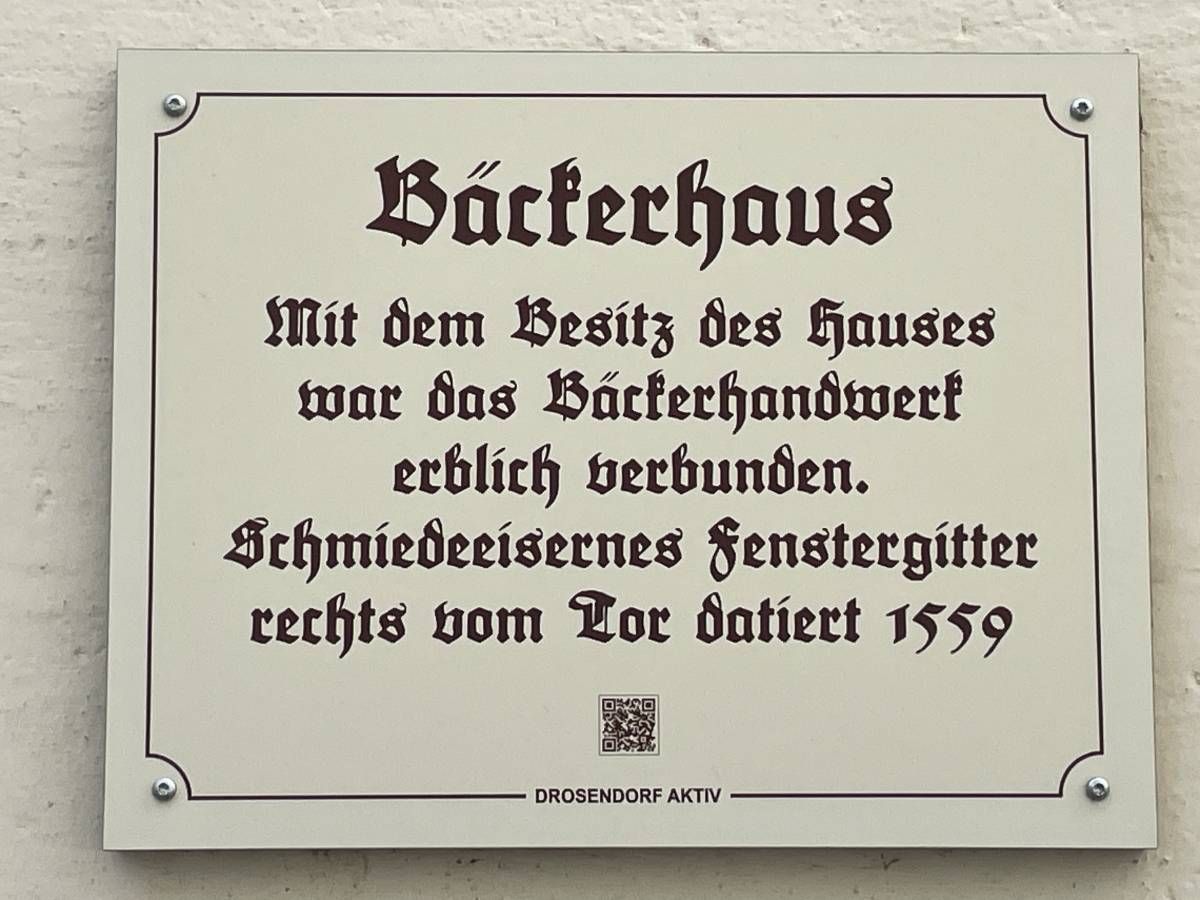 Bäckerhaus
Mit dem Besitz des Hauses
war das Bäckerhandwerk
erblich verbunden.
Schmiedeeisernes Fenstergitter
rechts vom Tor datiert 1559
DROSENDORF AKTIV